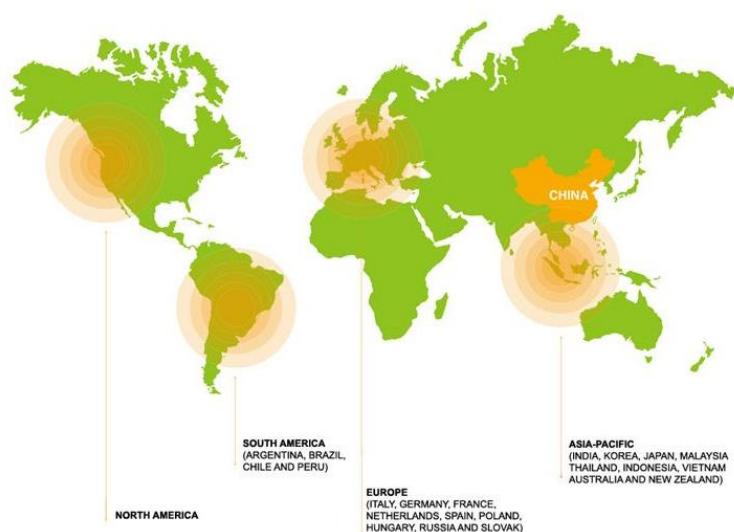 CHINA
SOUTH AMERICA
(ARGENTINA, BRAZIL,
CHILE AND PERU)
ASIA-PACIFIC
(INDIA, KOREA, JAPAN, MALAYSIA
THAILAND, INDONESIA, VIETNAM
AUSTRALIA AND NEW ZEALAND)
EUROPE
(ITALY, GERMANY, FRANCE,
NETHERLANDS, SPAIN, POLAND,
HUNGARY, RUSSIA AND SLOVAK)
NORTH AMERICA